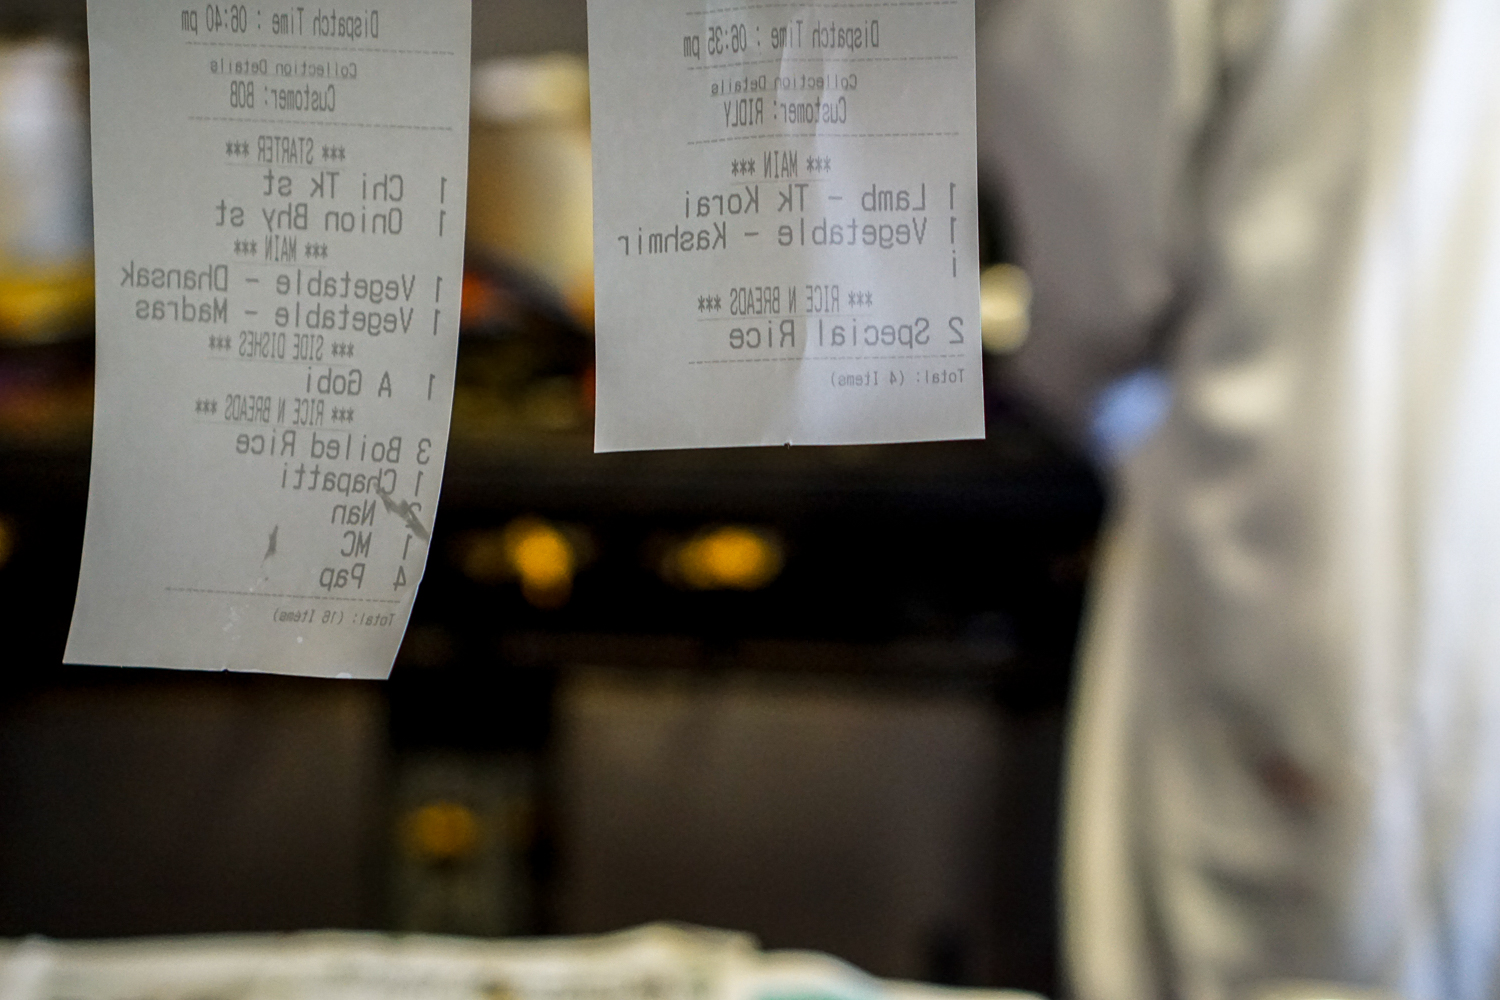 Dispatch Time : 06:40 pm
Collection Details
Customer: BOB
*** STARTER ***
1 Chi Tk st
1 Onion Bhy st
*** MAIN ***
1 Vegetable - Dhansak
1 Vegetable - Madras
*** SIDE DISHES ***
1 A Gobi
*** RICE N BREADS ***
3 Boiled Rice
1 Chapatti
2 Nan
1 MC
4 Pap
Total: (16 Items)
Dispatch Time : 06:35 pm
Collection Details
Customer: RIDLY
*** MAIN ***
1 Lamb - Tk Korai
1 Vegetable - Kashmir
i
*** RICE N BREADS ***
2 Special Rice
Total: (4 Items)